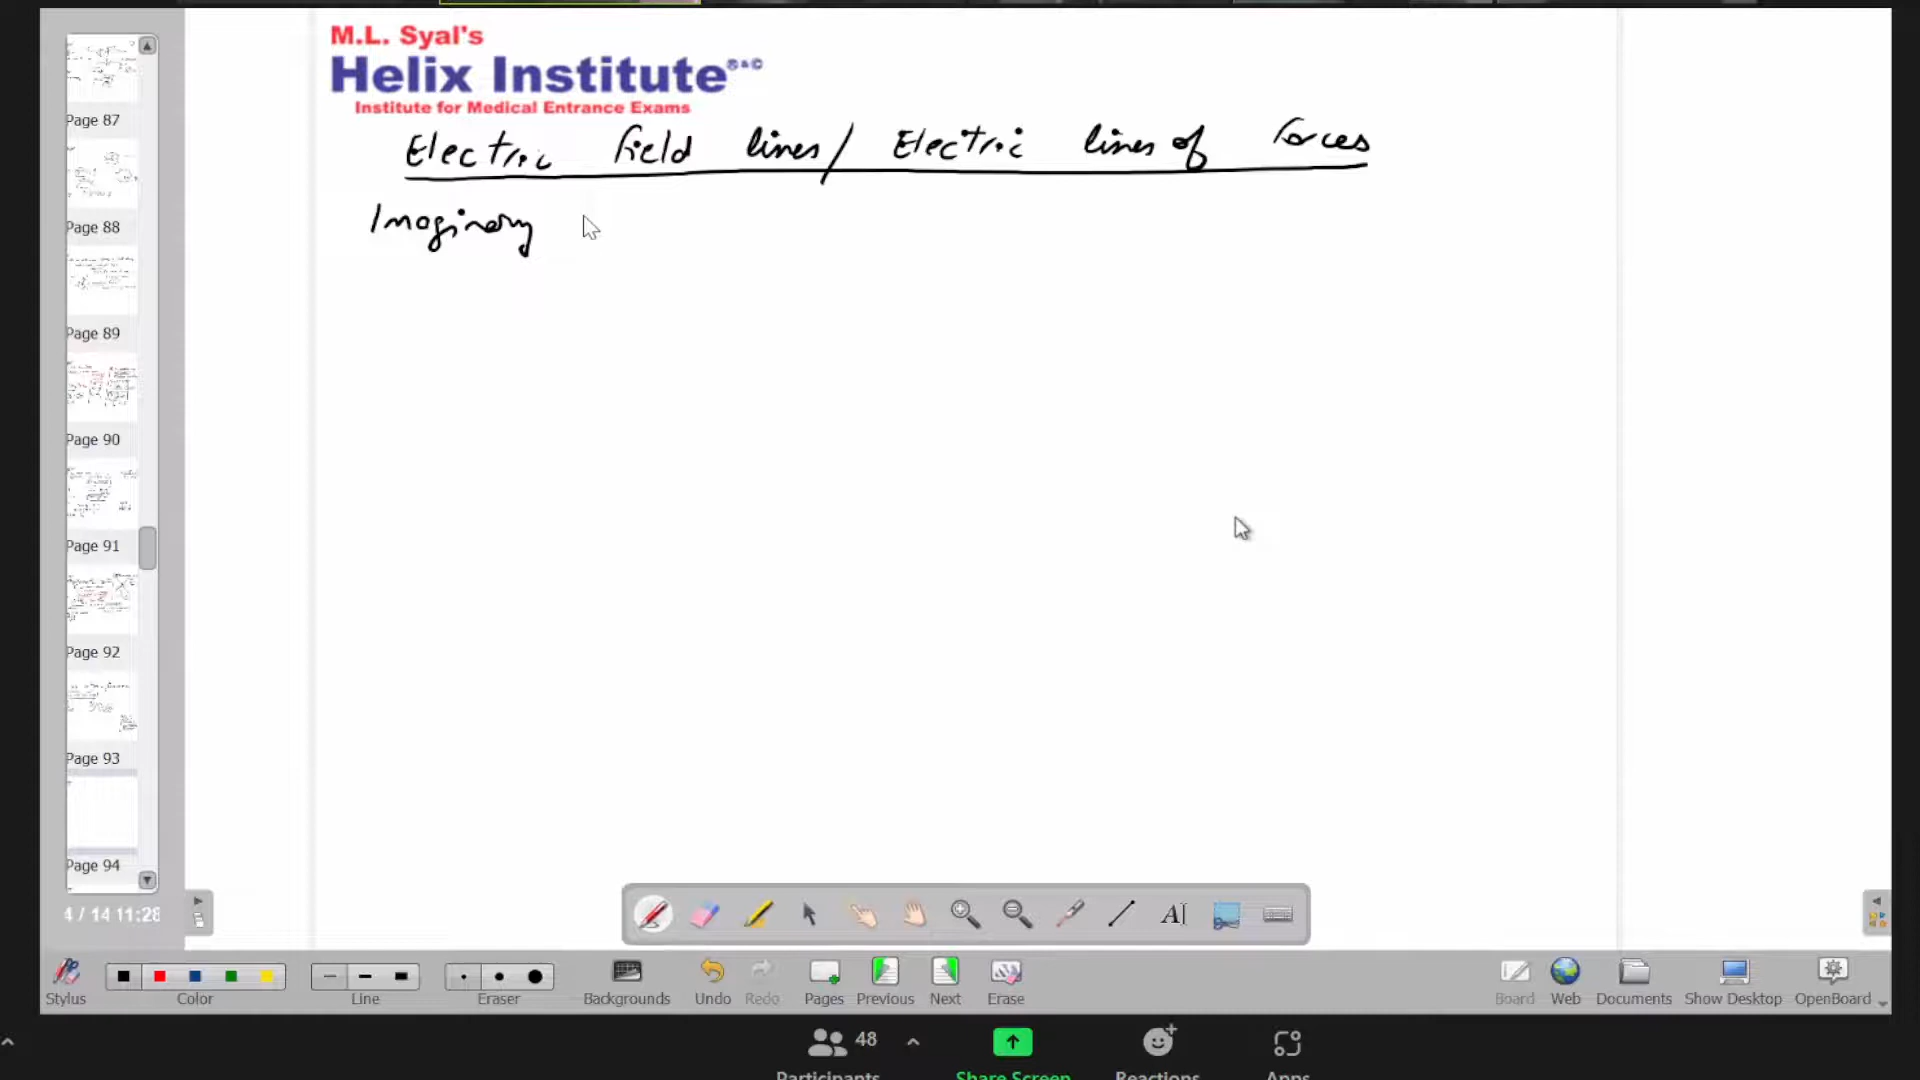 M.L. Syal's
Helix Institute®&©
Institute for Medical Entrance Exams
Electric field lines / Electric lines of forces
Imaginary
Page 87
Page 88
Page 89
Page 90
Page 91
Page 92
Page 93
Page 94
4 / 14 11:28
Stylus
Color
Line
Eraser
Backgrounds
Undo
Redo
Pages
Previous
Next
Erase
Board
Web
Documents
Show Desktop
OpenBoard
48
Participants
Share Screen
Reactions
Apps